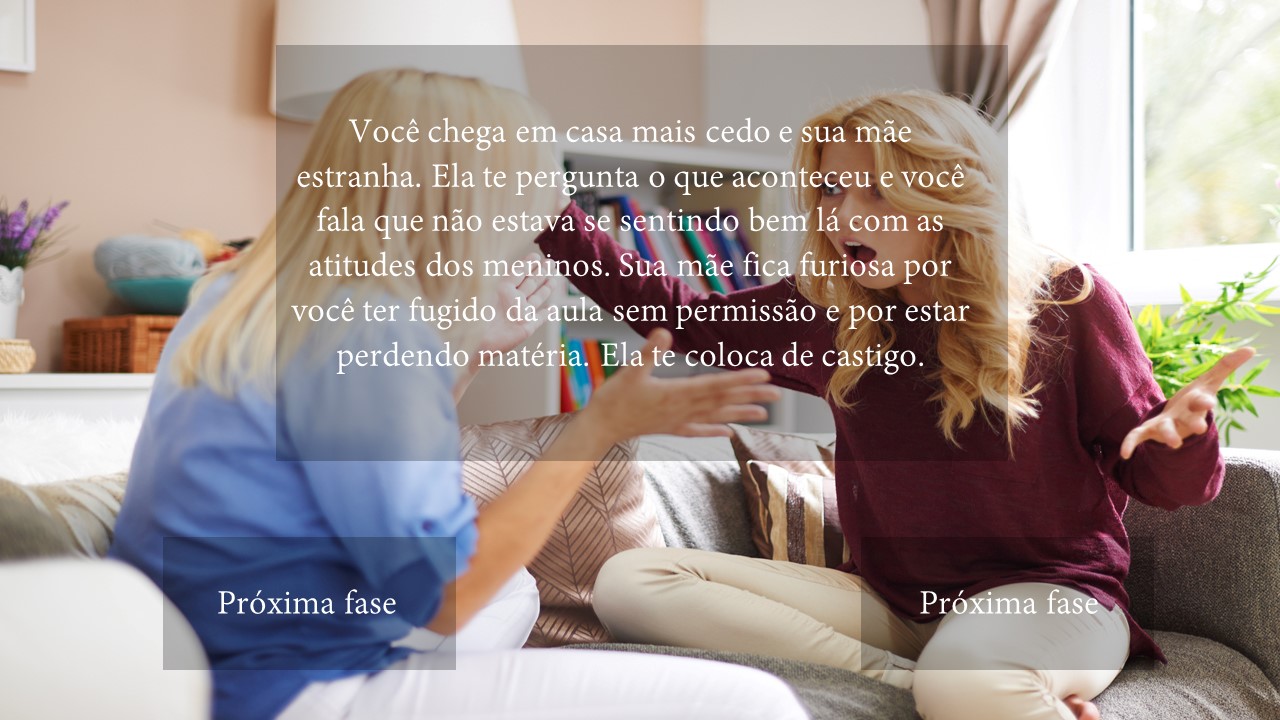 Você chega em casa mais cedo e sua mãe
estranha. Ela te pergunta o que aconteceu e você
fala que não estava se sentindo bem lá com as
atitudes dos meninos. Sua mãe fica furiosa por
você ter fugido da aula sem permissão e por estar
perdendo matéria. Ela te coloca de castigo.
Próxima fase
Próxima fase